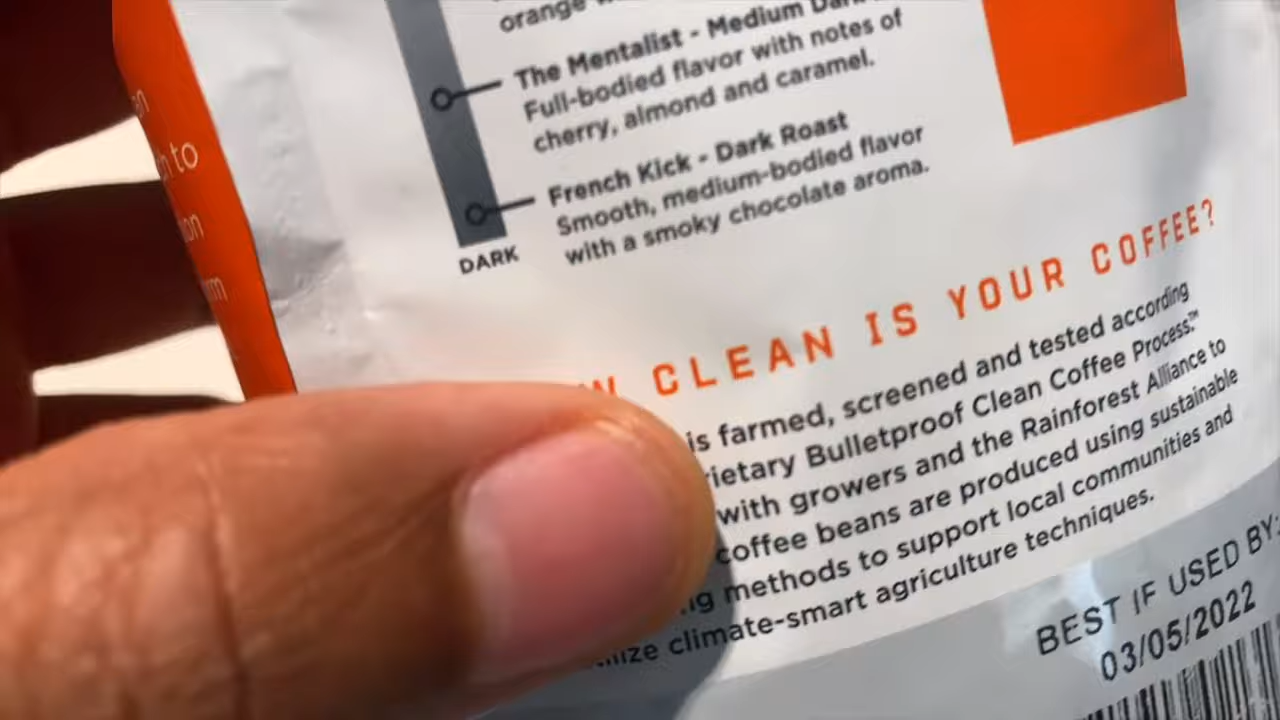 orange
The Mentalist - Medium Dark
Full-bodied flavor with notes of
cherry, almond and caramel.
French Kick - Dark Roast
Smooth, medium-bodied flavor
with a smoky chocolate aroma.
DARK
to
CLEAN IS YOUR COFFEE?
is farmed, screened and tested according
Bulletproof Clean Coffee Process.™
with growers and the Rainforest Alliance to
coffee beans are produced using sustainable
methods to support local communities and
climate-smart agriculture techniques.
BEST IF USED BY:
03/05/2022